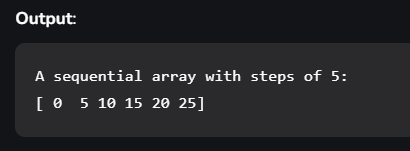 Output:
A sequential array with steps of 5:
[ 0  5 10 15 20 25]